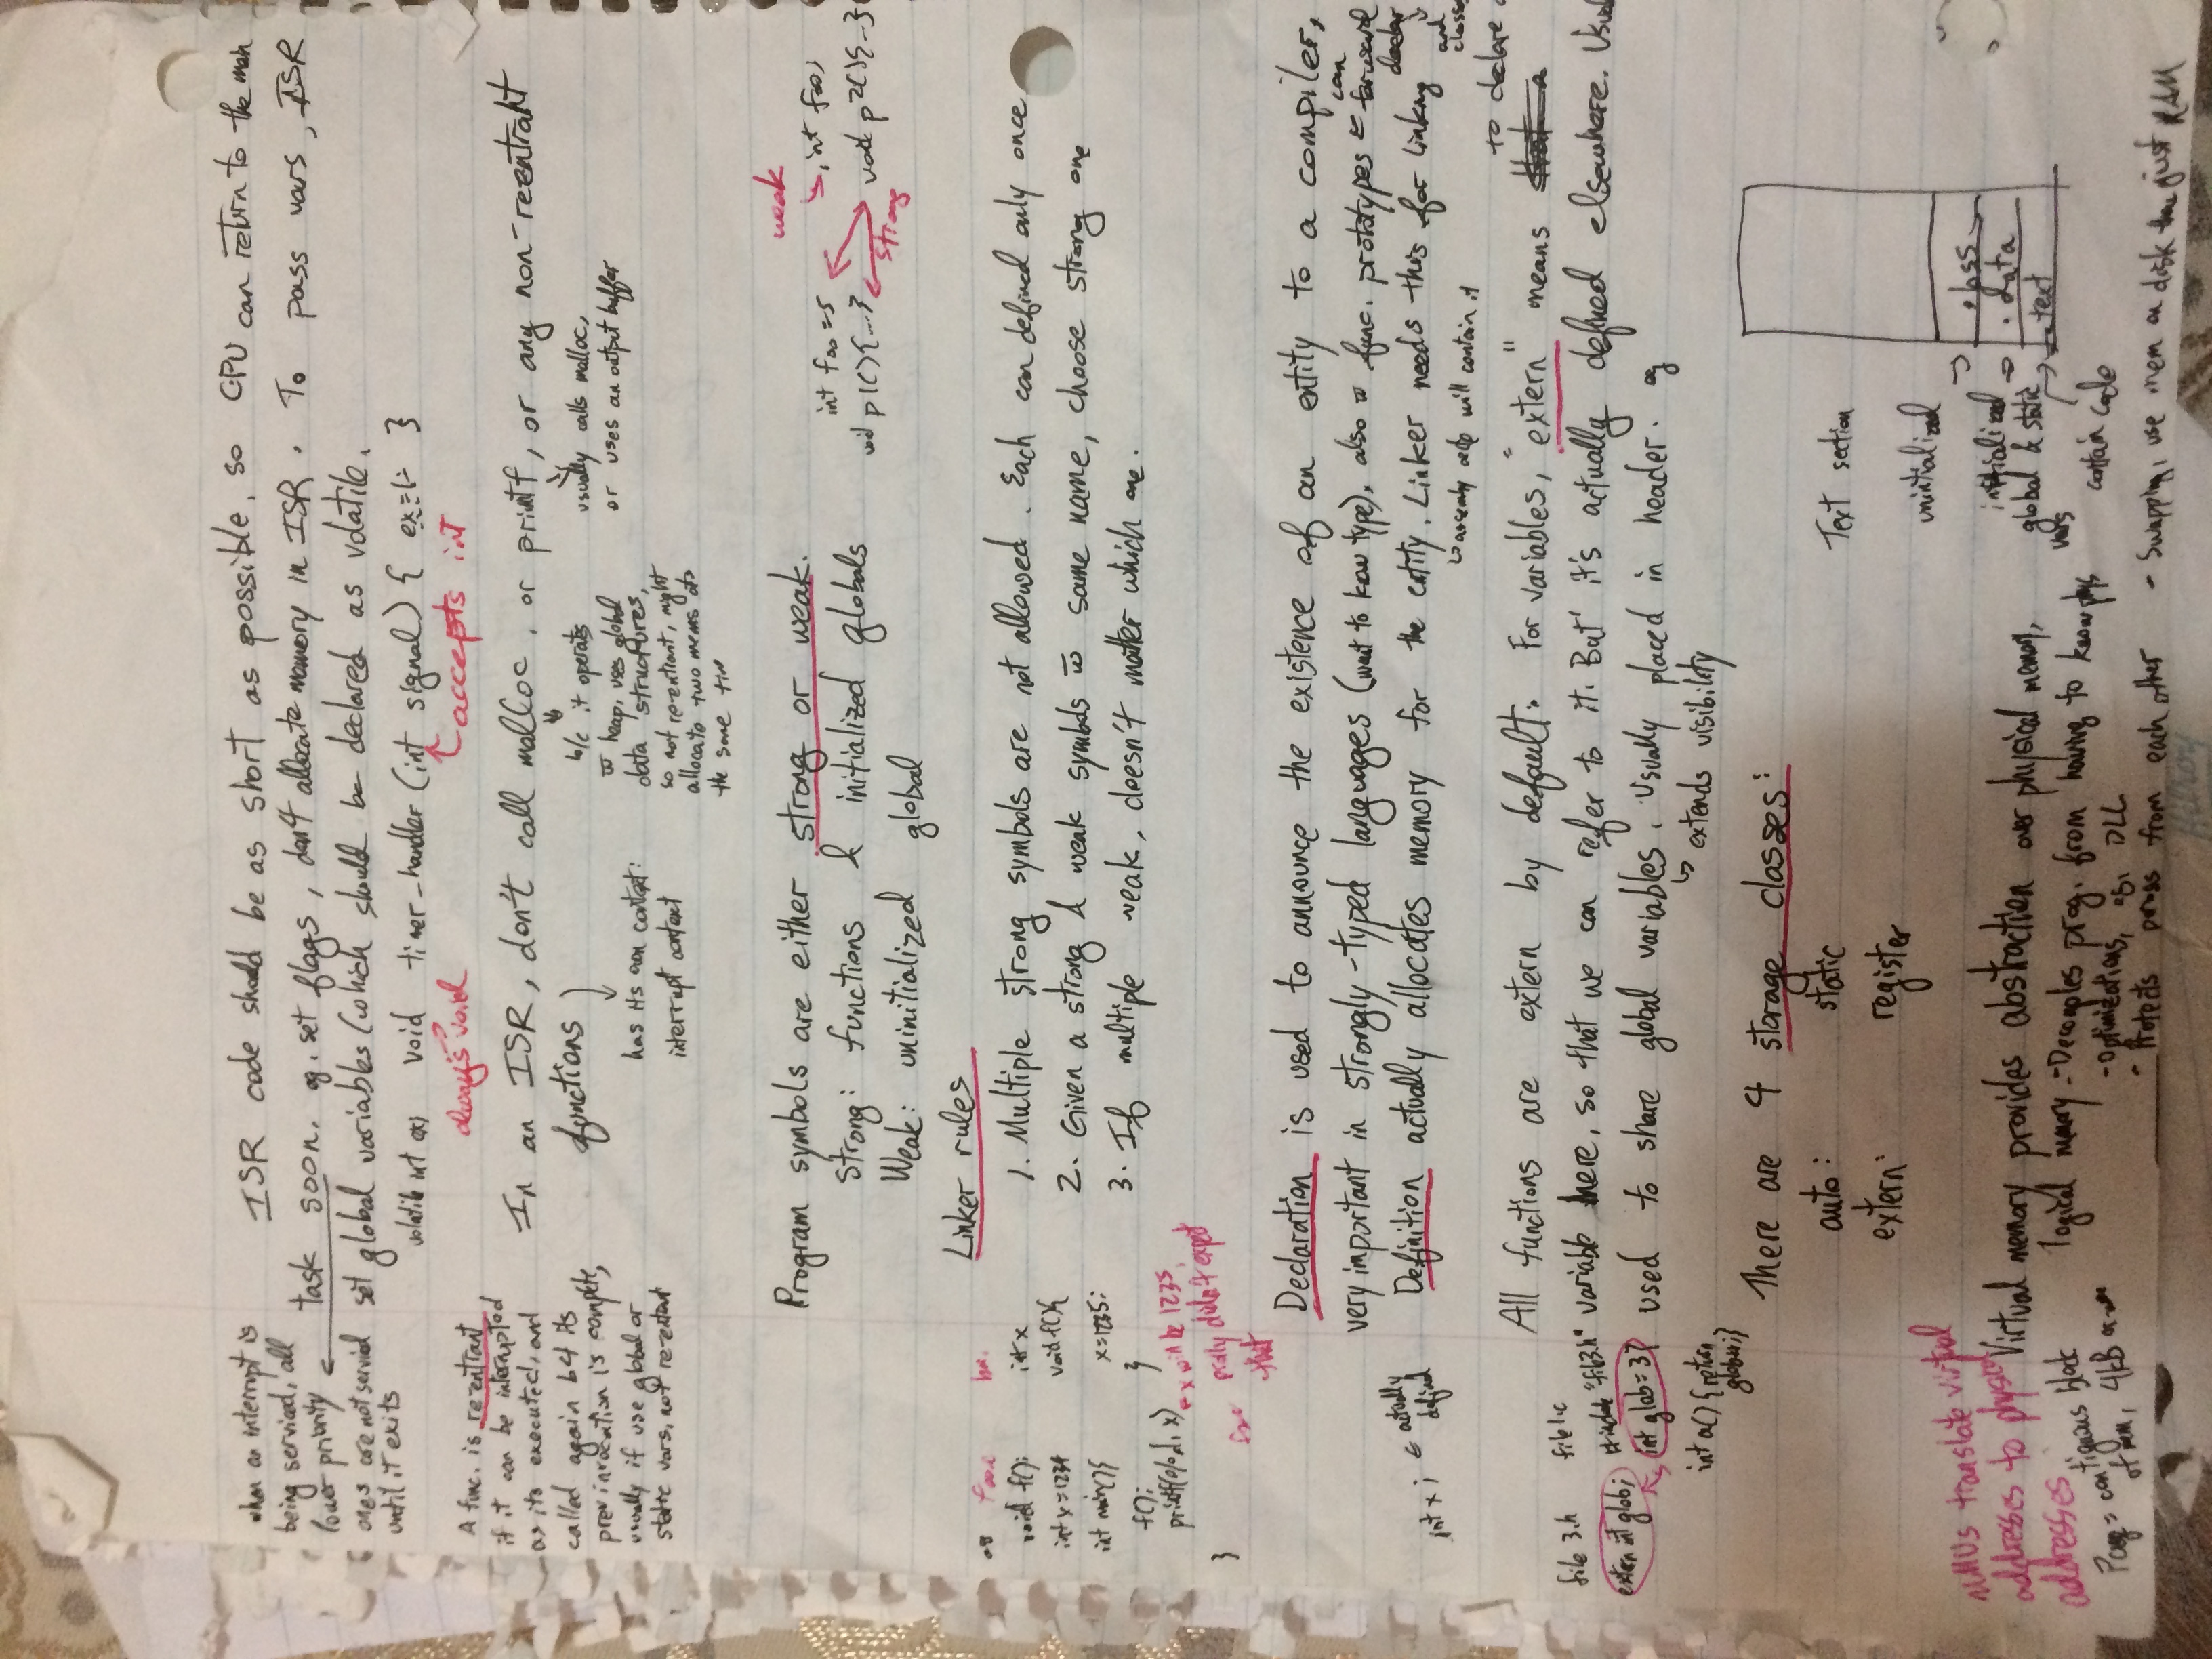 when an interrupt is
being serviced, all
lower priority
ones are not servied
until it exits
ISR code should be as short as possible, so CPU can return to the main
task soon. eg. set flags, don't allocate memory in ISR. To pass vars, ISR
set global variables (which should be declared as volatile.
volatile int ex; void timer_handler (int signal) { ex=1; }
always void
accepts int
A func. is re-entrant
if it can be interrupted
as its executed, and
called again b4 its
prev invocation is complete,
usually if use global or
static vars, not re-entrant
In an ISR, don't call malloc, or printf, or any non-reentrant
functions
has its own context:
interrupt context
b/c it operates
w heap, uses global
data structures,
so not re-entrant, might
allocate two mems at
the same time
usually calls malloc,
or uses an output buffer
Program symbols are either strong or weak.
Strong: functions & initialized globals
Weak: uninitialized global
weak
int foo=5 int foo;
void p1(){...} void p2(){...}
strong
Linker rules
1. Multiple strong symbols are not allowed. Each can defined only once
2. Given a strong & weak symbols w same name, choose strong one
3. If multiple weak, doesn't matter which one.
eg foo.c
void f();
int x=1234
int main(){
f();
printf(%d, x)
}
int x
void f(){
x=1235;
}
x will be 1235,
prolly didn't expect
that
Declaration is used to announce the existence of an entity to a compiler,
very important in strongly-typed languages (want to know type), also w func. prototypes ← can forward
declar
and
Definition actually allocates memory for the entity. Linker needs this for linking
↳ assembly code will contain it
int x; ← actually
defined
to declare
All functions are extern by default. For variables, "extern" means that a
variable here, so that we can refer to it. But it's actually defined elsewhere.
used to share global variables. Usually placed in header. eg
↳ extends visibility
file 3.h
extern int glob;
file1.c
#include "file3.h"
int glob=3;
int a() {return
glob++;}
There are 4 storage classes:
auto: static
extern: register
Text section
unintialized
initialized
global & static
vars
contain code
.bss
.data
.text
MMUs translate virtual
addresses to physical
addresses
Page = contiguous block
of mem, 4kB or
Virtual memory provides abstraction over physical memory,
logical memory - Decouples prog. from having to know phys
- Optimizations, eg. DLL
- Protects from each other
- Swapping, use mem on disk than just RAM
Hilroy